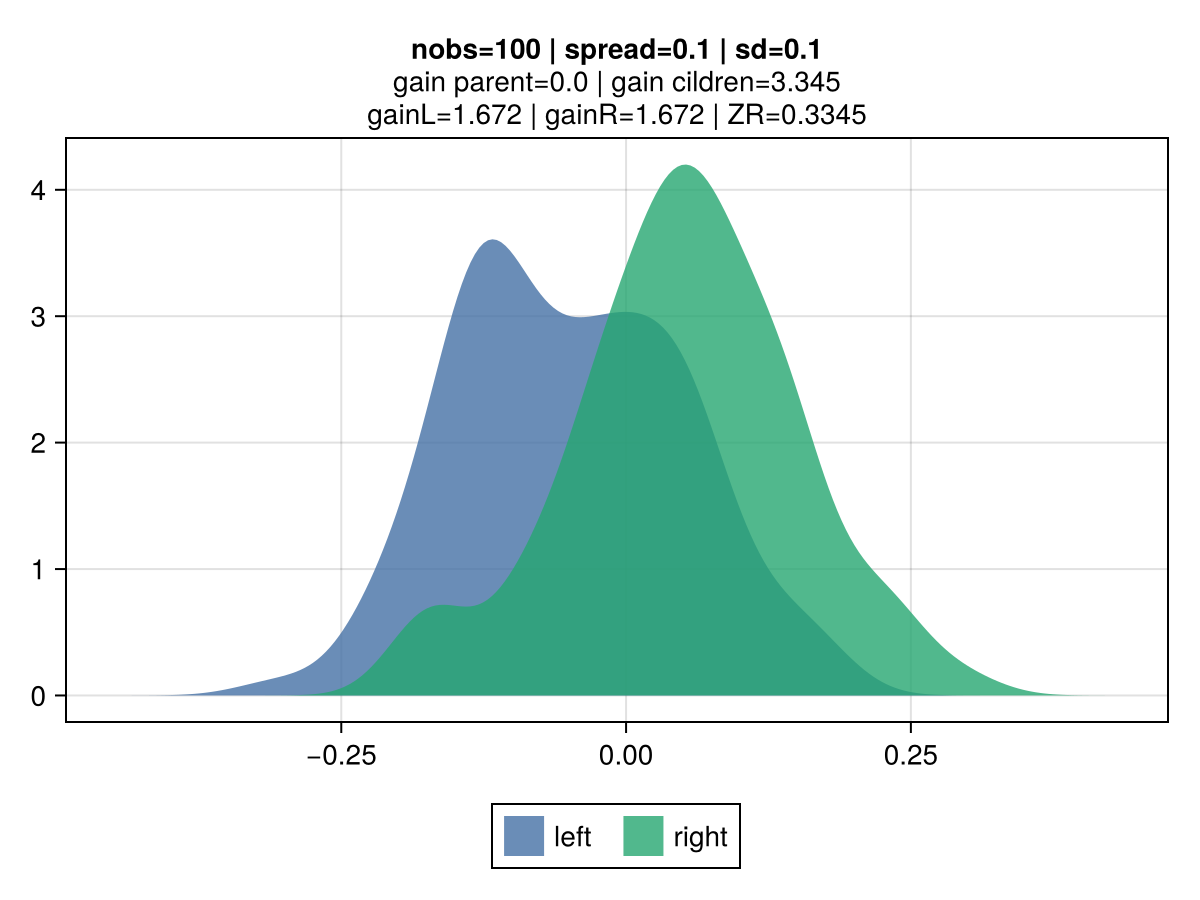 nobs=100 | spread=0.1 | sd=0.1
gain parent=0.0 | gain cildren=3.345
gainL=1.672 | gainR=1.672 | ZR=0.3345
4
3
2
1
0
−0.25 0.00 0.25
left right